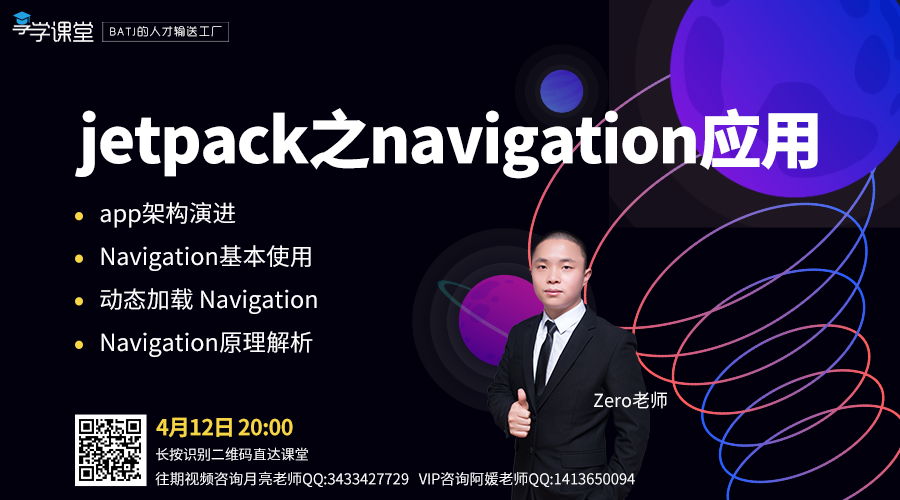 享学课堂
BATJ的人才输送工厂
jetpack之navigation应用
app架构演进
Navigation基本使用
动态加载 Navigation
Navigation原理解析
Zero老师
4月12日 20:00
长按识别二维码直达课堂
往期视频咨询月亮老师QQ:3433427729 VIP咨询阿媛老师QQ:1413650094